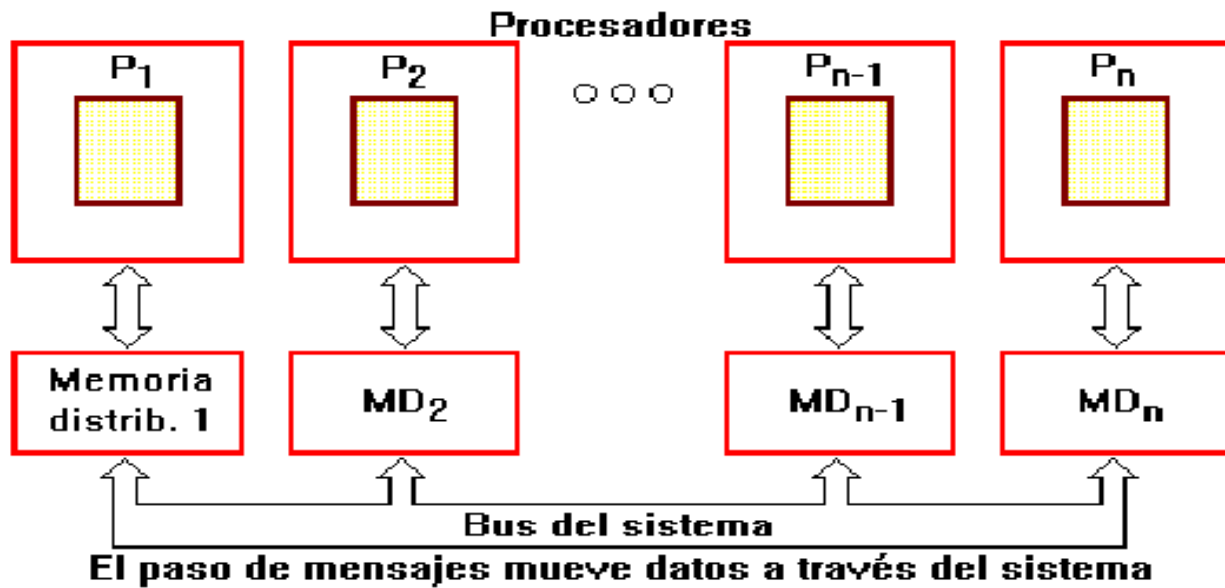 Procesadores
P1
P2
Pn-1
Pn
Memoria
distrib. 1
MD2
MDn-1
MDn
Bus del sistema
El paso de mensajes mueve datos a través del sistema